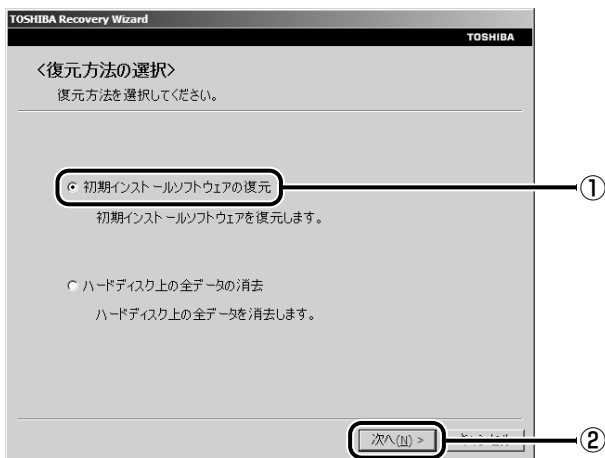 TOSHIBA Recovery Wizard
TOSHIBA
<復元方法の選択>
復元方法を選択してください。
初期インストールソフトウェアの復元
①
初期インストールソフトウェアを復元します。
ハードディスク上の全データの消去
ハードディスク上の全データを消去します。
次へ(N) >
②